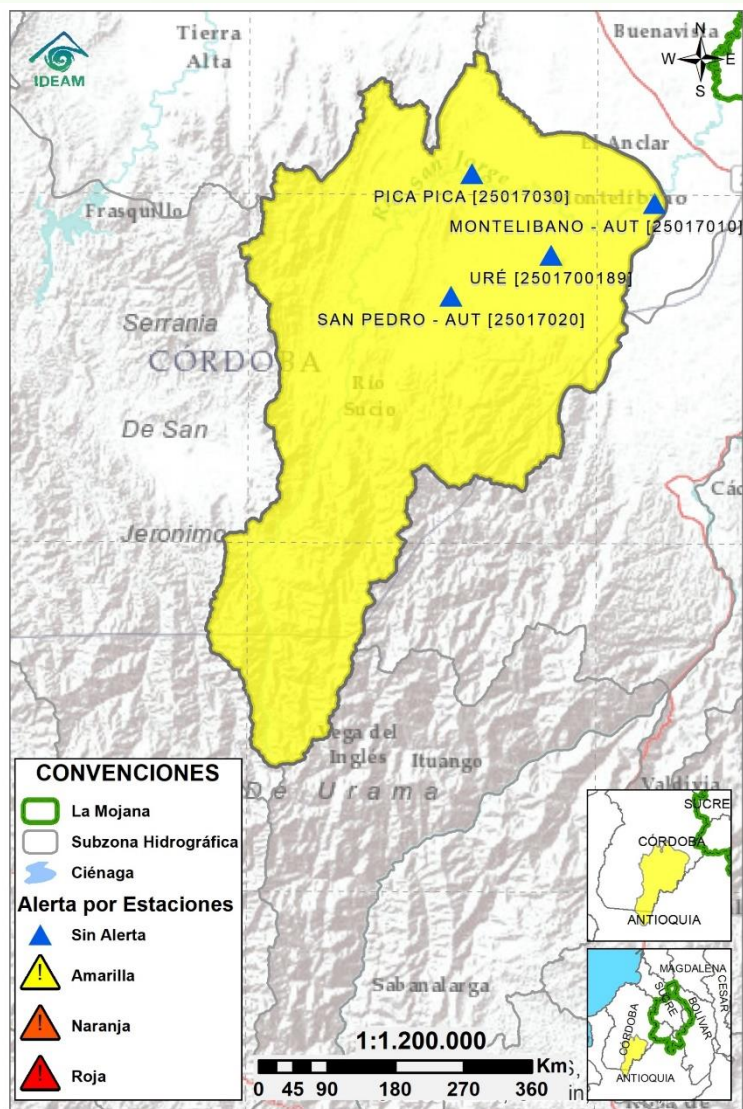 IDEAM
Tierra
Alta
Buenavista
N
W E
S
El Anclar
PICA PICA [25017030]
Montelibano
Frasquillo
MONTELIBANO - AUT [25017010]
URÉ [2501700189]
SAN PEDRO - AUT [25017020]
Serrania
CÓRDOBA
Río
Sucio
De San
Jeronimo
Vega del
Ingles
Ituango
De Urama
Valdivia
Sabanalarga
CONVENCIONES
La Mojana
Subzona Hidrográfica
Ciénaga
Alerta por Estaciones
Sin Alerta
! Amarilla
! Naranja
! Roja
1:1.200.000
Km
0 45 90 180 270 360
SUCRE
CÓRDOBA
ANTIOQUIA
MAGDALENA
CESAR
SUCRE
BOLÍVAR
CÓRDOBA
ANTIOQUIA